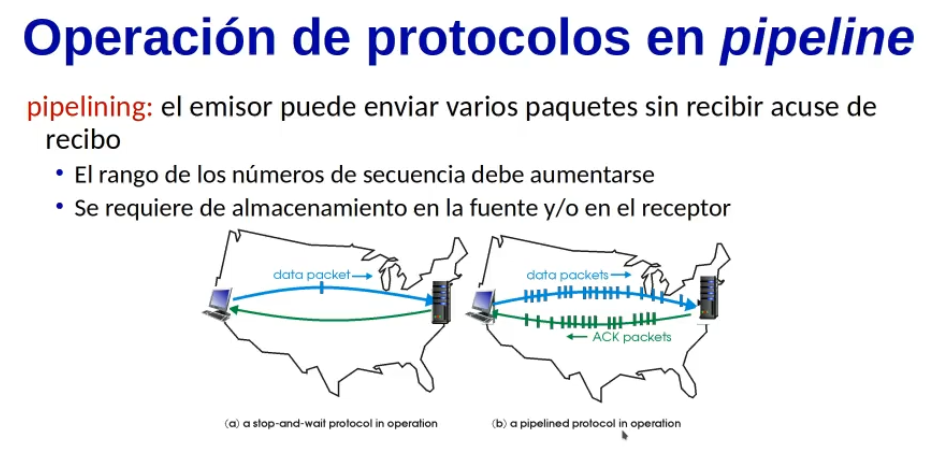 Operación de protocolos en pipeline
pipelining: el emisor puede enviar varios paquetes sin recibir acuse de
recibo
• El rango de los números de secuencia debe aumentarse
• Se requiere de almacenamiento en la fuente y/o en el receptor
data packet
data packets
ACK packets
(a) a stop-and-wait protocol in operation
(b) a pipelined protocol in operation